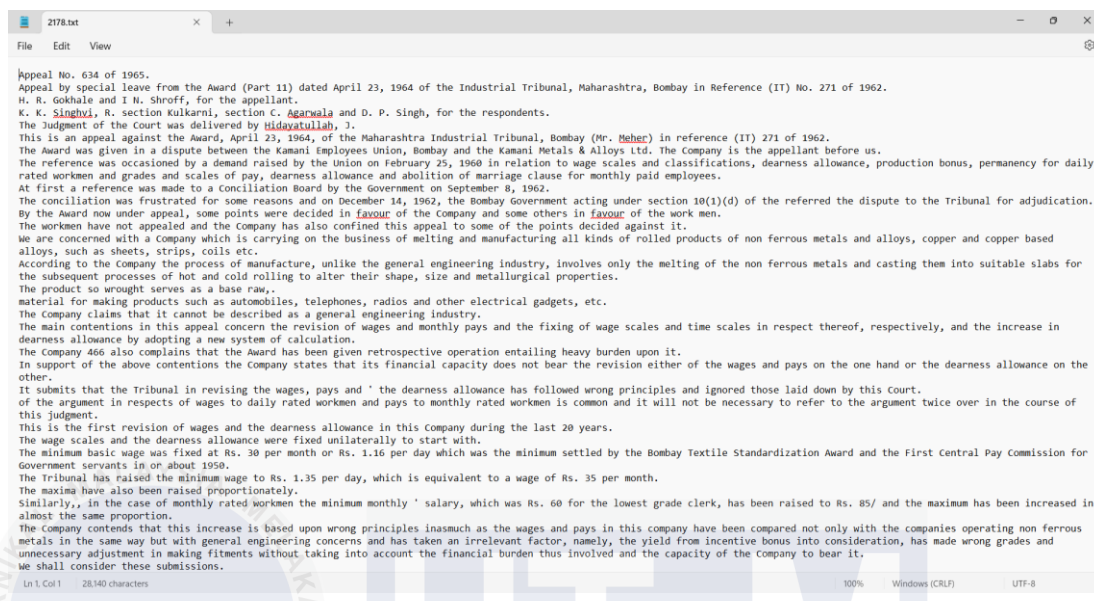 2178.txt
File Edit View
Appeal No. 634 of 1965.
Appeal by special leave from the Award (Part 11) dated April 23, 1964 of the Industrial Tribunal, Maharashtra, Bombay in Reference (IT) No. 271 of 1962.
H. R. Gokhale and I N. Shroff, for the appellant.
K. K. Singhvi, R. section Kulkarni, section C. Agarwala and D. P. Singh, for the respondents.
The Judgment of the Court was delivered by Hidayatullah, J.
This is an appeal against the Award, April 23, 1964, of the Maharashtra Industrial Tribunal, Bombay (Mr. Meher) in reference (IT) 271 of 1962.
The Award was given in a dispute between the Kamani Employees Union, Bombay and the Kamani Metals & Alloys Ltd. The Company is the appellant before us.
The reference was occasioned by a demand raised by the Union on February 25, 1960 in relation to wage scales and classifications, dearness allowance, production bonus, permanency for daily
rated workmen and grades and scales of pay, dearness allowance and abolition of marriage clause for monthly paid employees.
At first a reference was made to a Conciliation Board by the Government on September 8, 1962.
The conciliation was frustrated for some reasons and on December 14, 1962, the Bombay Government acting under section 10(1)(d) of the referred the dispute to the Tribunal for adjudication.
By the Award now under appeal, some points were decided in favour of the Company and some others in favour of the work men.
The workmen have not appealed and the Company has also confined this appeal to some of the points decided against it.
We are concerned with a Company which is carrying on the business of melting and manufacturing all kinds of rolled products of non ferrous metals and alloys, copper and copper based
alloys, such as sheets, strips, coils etc.
According to the Company the process of manufacture, unlike the general engineering industry, involves only the melting of the non ferrous metals and casting them into suitable slabs for
the subsequent processes of hot and cold rolling to alter their shape, size and metallurgical properties.
The product so wrought serves as a base raw,.
material for making products such as automobiles, telephones, radios and other electrical gadgets, etc.
The Company claims that it cannot be described as a general engineering industry.
The main contentions in this appeal concern the revision of wages and monthly pays and the fixing of wage scales and time scales in respect thereof, respectively, and the increase in
dearness allowance by adopting a new system of calculation.
The Company 466 also complains that the Award has been given retrospective operation entailing heavy burden upon it.
In support of the above contentions the Company states that its financial capacity does not bear the revision either of the wages and pays on the one hand or the dearness allowance on the
other.
It submits that the Tribunal in revising the wages, pays and ' the dearness allowance has followed wrong principles and ignored those laid down by this Court.
of the argument in respects of wages to daily rated workmen and pays to monthly rated workmen is common and it will not be necessary to refer to the argument twice over in the course of
this judgment.
This is the first revision of wages and the dearness allowance in this Company during the last 20 years.
The wage scales and the dearness allowance were fixed unilaterally to start with.
The minimum basic wage was fixed at Rs. 30 per month or Rs. 1.16 per day which was the minimum settled by the Bombay Textile Standardization Award and the First Central Pay Commission for
Government servants in or about 1950.
The Tribunal has raised the minimum wage to Rs. 1.35 per day, which is equivalent to a wage of Rs. 35 per month.
The maxima have also been raised proportionately.
Similarly,, in the case of monthly rated workmen the minimum monthly ' salary, which was Rs. 60 for the lowest grade clerk, has been raised to Rs. 85/ and the maximum has been increased in
almost the same proportion.
The Company contends that this increase is based upon wrong principles inasmuch as the wages and pays in this company have been compared not only with the companies operating non ferrous
metals in the same way but with general engineering concerns and has taken an irrelevant factor, namely, the yield from incentive bonus into consideration, has made wrong grades and
unnecessary adjustment in making fitments without taking into account the financial burden thus involved and the capacity of the Company to bear it.
We shall consider these submissions.
Ln 1, Col 1 28,140 characters 100% Windows (CRLF) UTF-8